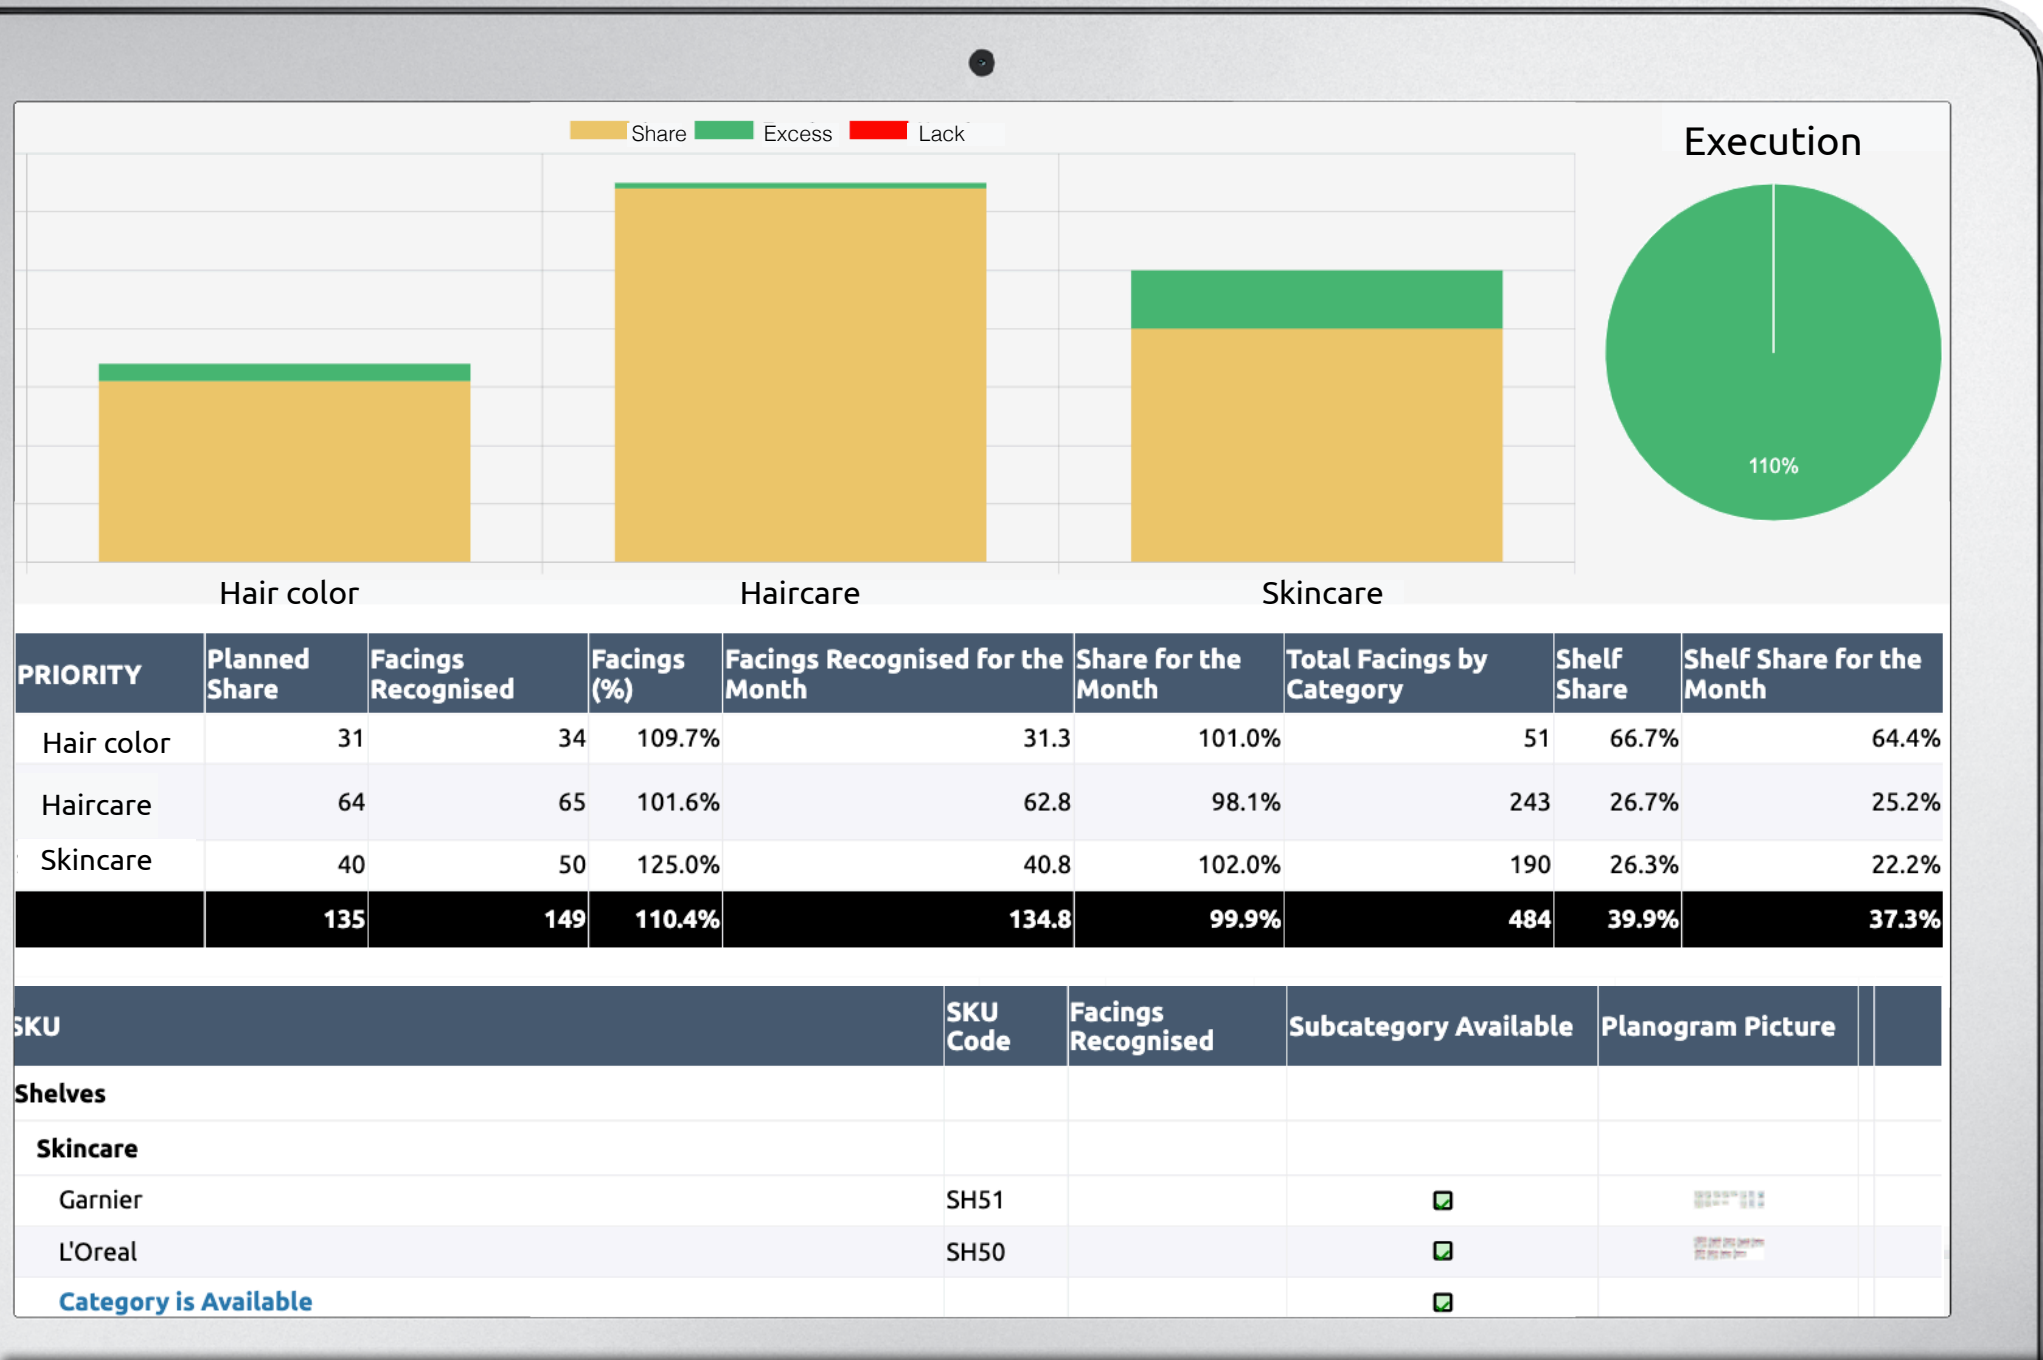 Share Excess Lack
Execution
110%
Hair color Haircare Skincare
PRIORITY Planned Share Facings Recognised Facings (%) Facings Recognised for the Month Share for the Month Total Facings by Category Shelf Share Shelf Share for the Month
Hair color 31 34 109.7% 31.3 101.0% 51 66.7% 64.4%
Haircare 64 65 101.6% 62.8 98.1% 243 26.7% 25.2%
Skincare 40 50 125.0% 40.8 102.0% 190 26.3% 22.2%
135 149 110.4% 134.8 99.9% 484 39.9% 37.3%
SKU SKU Code Facings Recognised Subcategory Available Planogram Picture
Shelves
Skincare
Garnier SH51
L'Oreal SH50
Category is Available